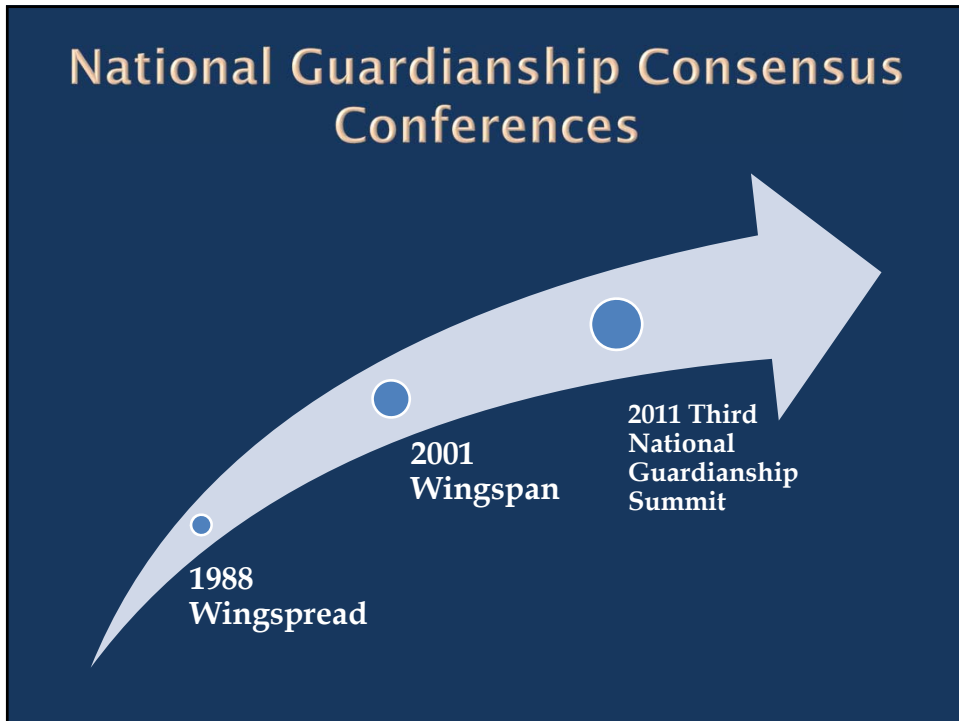 National Guardianship Consensus
Conferences
1988
Wingspread
2001
Wingspan
2011 Third
National
Guardianship
Summit